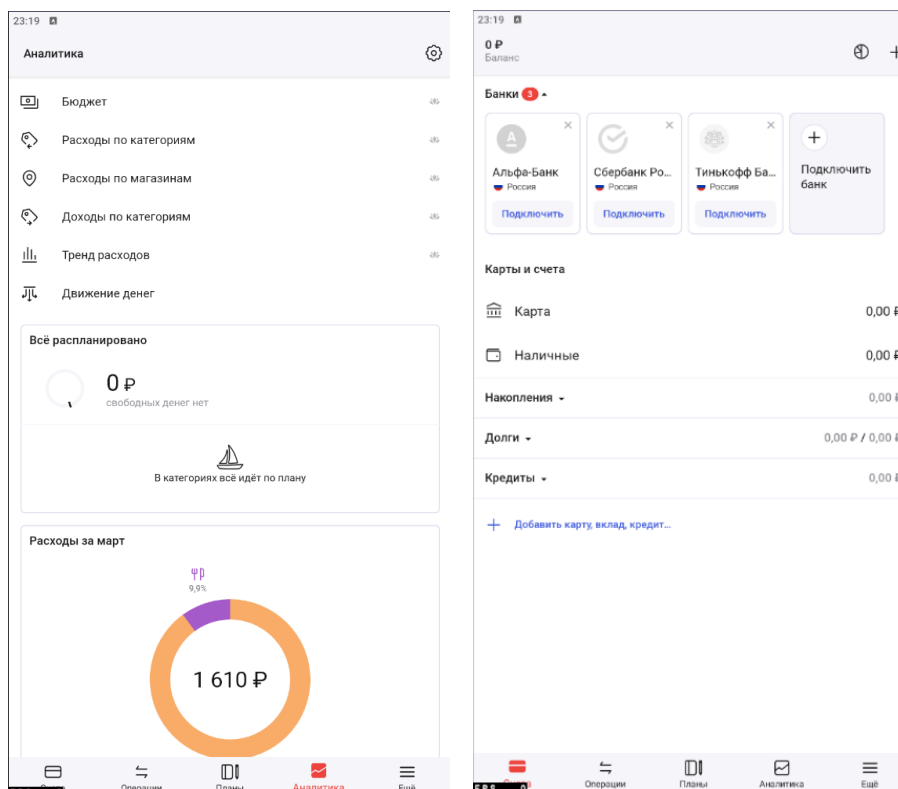 23:19
Аналитика
Бюджет
Расходы по категориям
Расходы по магазинам
Доходы по категориям
Тренд расходов
Движение денег
Всё распланировано
0 ₽
свободных денег нет
В категориях всё идёт по плану
Расходы за март
9,9%
1 610 ₽
Операции
Планы
Аналитика
Ещё
23:19
0 ₽
Баланс
Банки 3
Альфа-Банк
Россия
Подключить
Сбербанк Ро...
Россия
Подключить
Тинькофф Ба...
Россия
Подключить
Подключить
банк
Карты и счета
Карта 0,00 ₽
Наличные 0,00 ₽
Накопления 0,00 ₽
Долги 0,00 ₽ / 0,00 ₽
Кредиты 0,00 ₽
Добавить карту, вклад, кредит...
Операции
Планы
Аналитика
Ещё